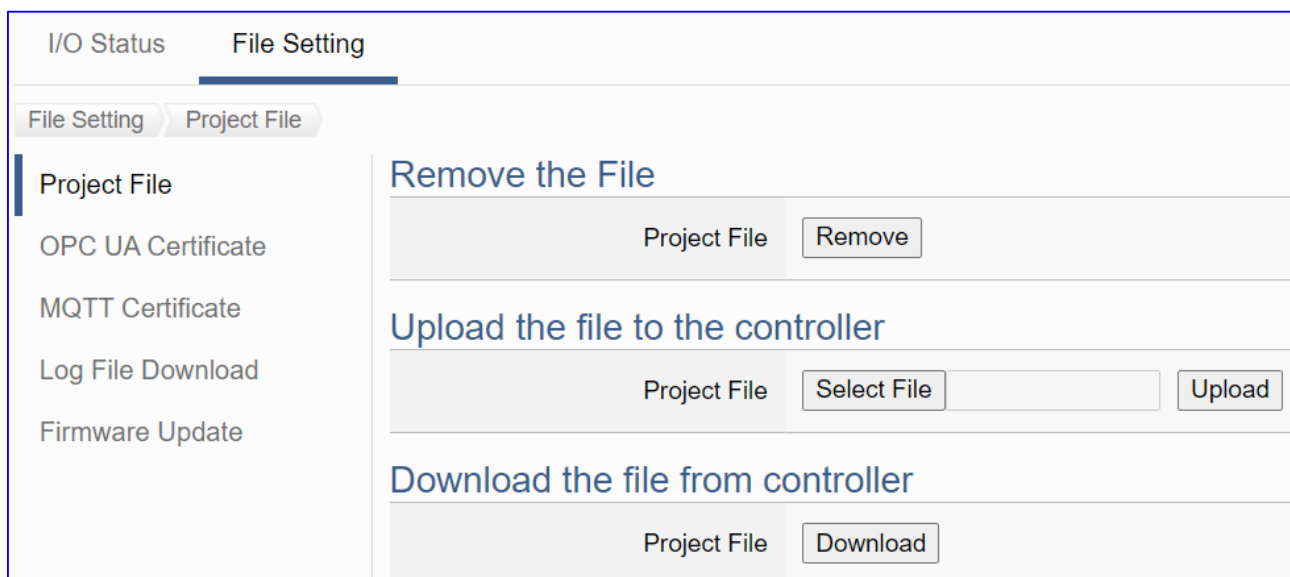 I/O Status File Setting
File Setting Project File
Project File
OPC UA Certificate
MQTT Certificate
Log File Download
Firmware Update
Remove the File
Project File Remove
Upload the file to the controller
Project File Select File Upload
Download the file from controller
Project File Download